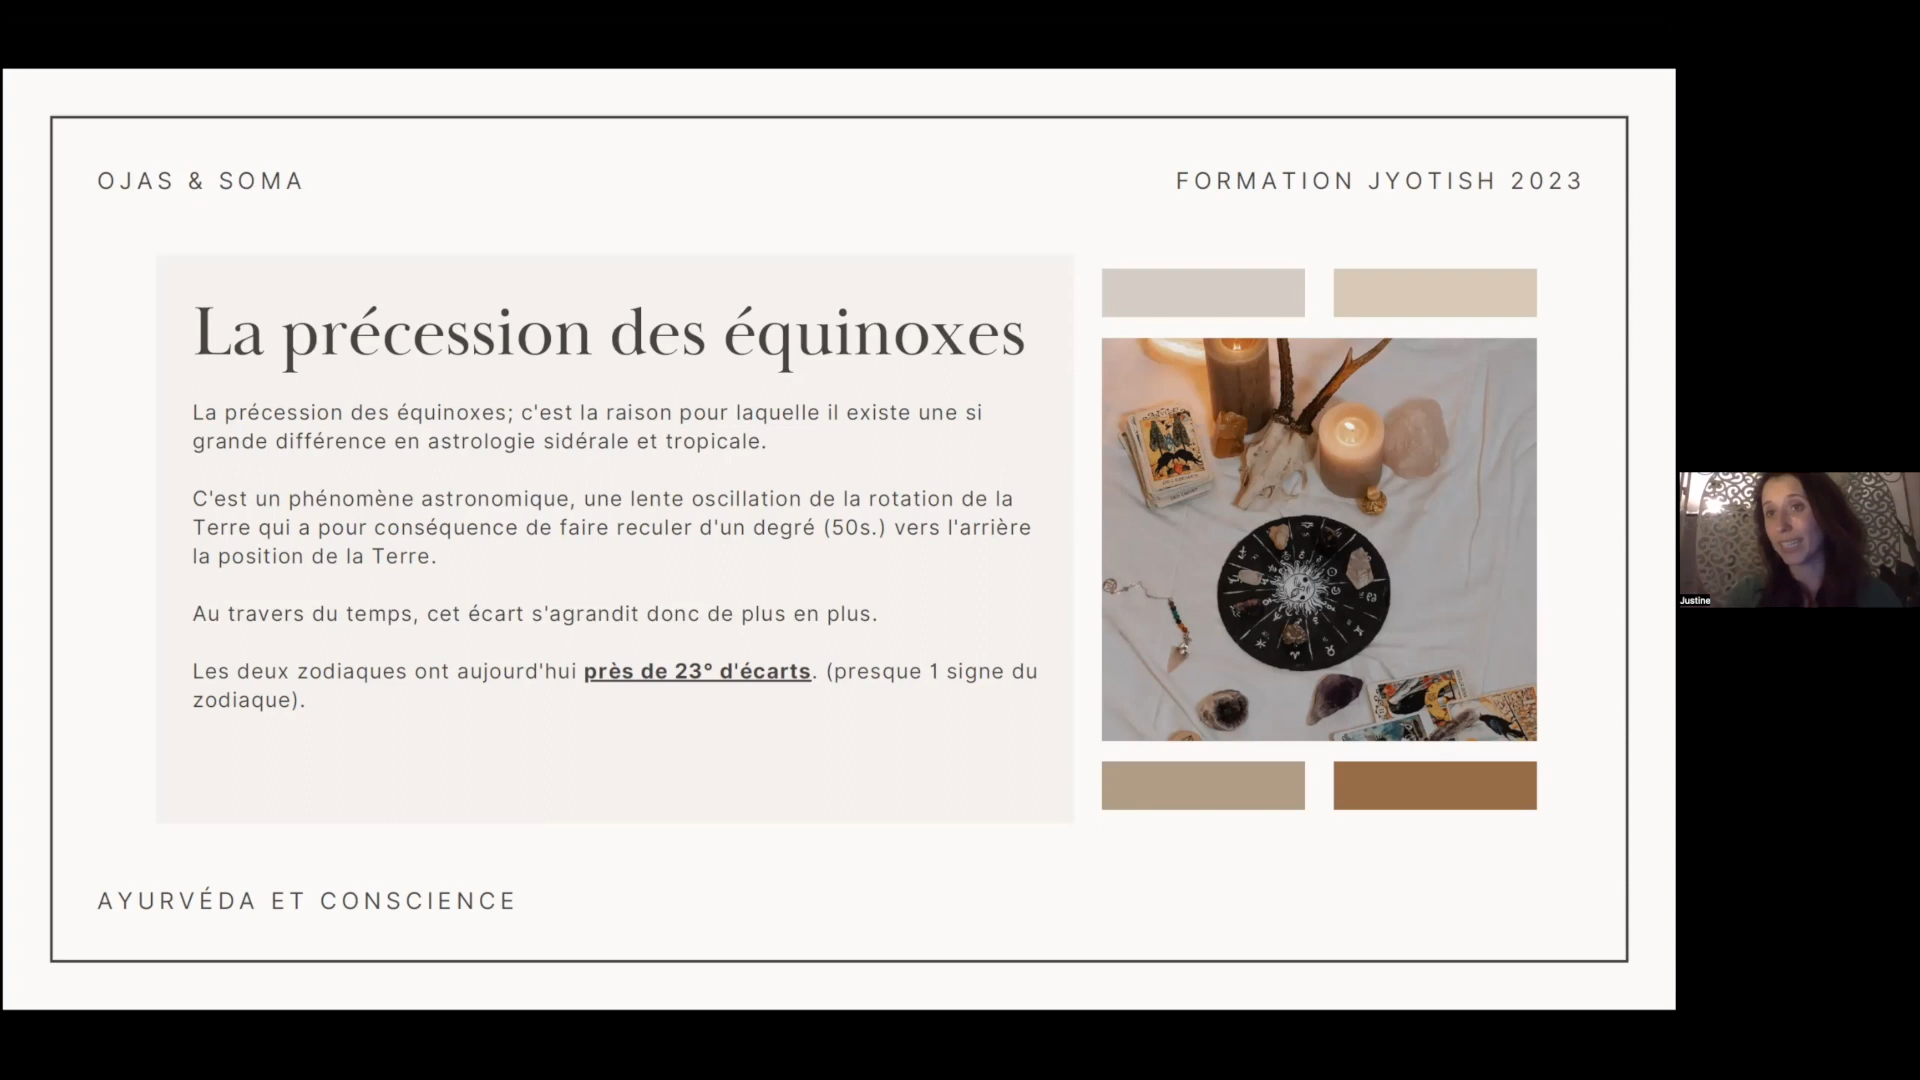 OJAS & SOMA
FORMATION JYOTISH 2023
La précession des équinoxes
La précession des équinoxes; c'est la raison pour laquelle il existe une si
grande différence en astrologie sidérale et tropicale.
C'est un phénomène astronomique, une lente oscillation de la rotation de la
Terre qui a pour conséquence de faire reculer d'un degré (50s.) vers l'arrière
la position de la Terre.
Au travers du temps, cet écart s'agrandit donc de plus en plus.
Les deux zodiaques ont aujourd'hui près de 23° d'écarts. (presque 1 signe du
zodiaque).
AYURVÉDA ET CONSCIENCE
Justine